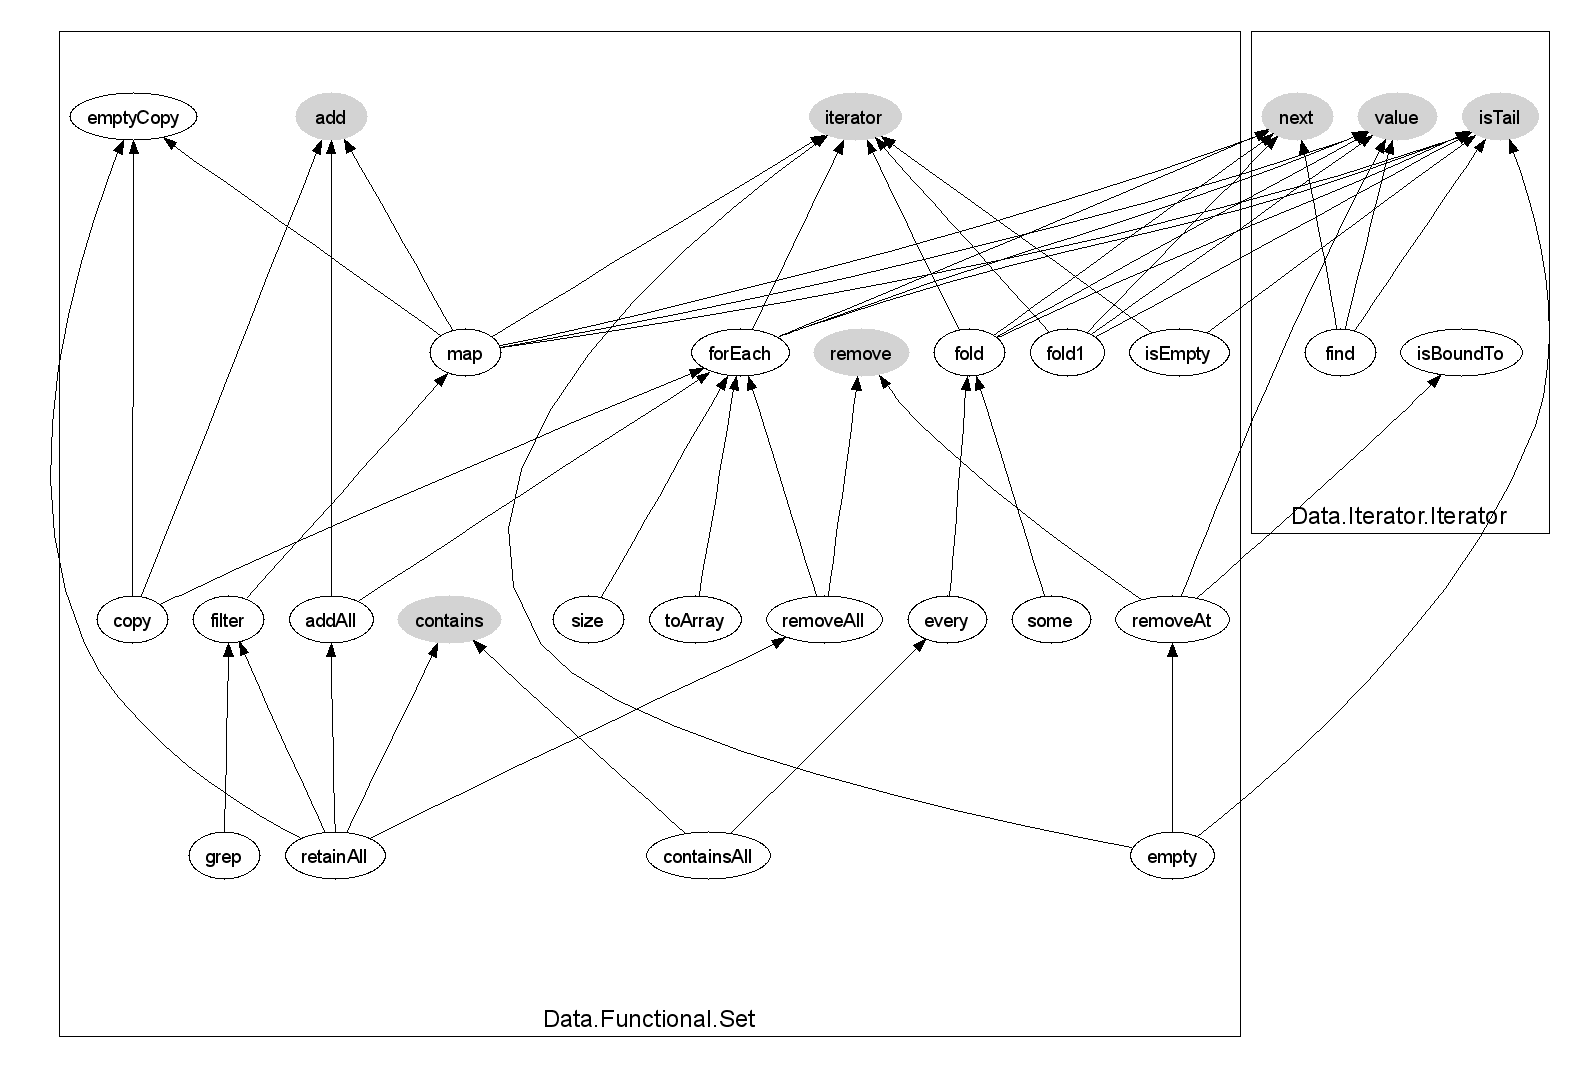 emptyCopy
add
iterator
next
value
isTail
map
forEach
remove
fold
fold1
isEmpty
find
isBoundTo
Data.Iterator.Iterator
copy
filter
addAll
contains
size
toArray
removeAll
every
some
removeAt
grep
retainAll
containsAll
empty
Data.Functional.Set